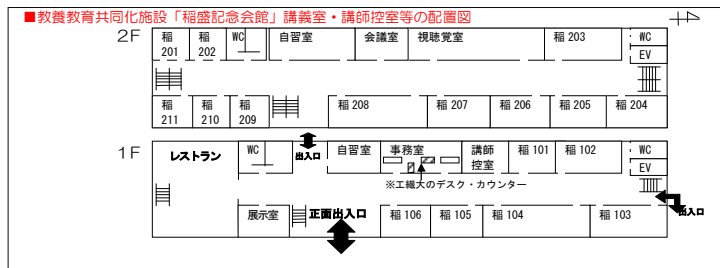 ■教養教育共同化施設「稲盛記念会館」講義室・講師控室等の配置図
2F
稲 201
稲 202
WC
自習室
会議室
視聴覚室
稲 203
WC
EV
稲 211
稲 210
稲 209
稲 208
稲 207
稲 206
稲 205
稲 204
1F
レストラン
WC
出入口
自習室
事務室
講師控室
稲 101
稲 102
WC
EV
※工繊大のデスク・カウンター
展示室
正面出入口
稲 106
稲 105
稲 104
稲 103
出入口